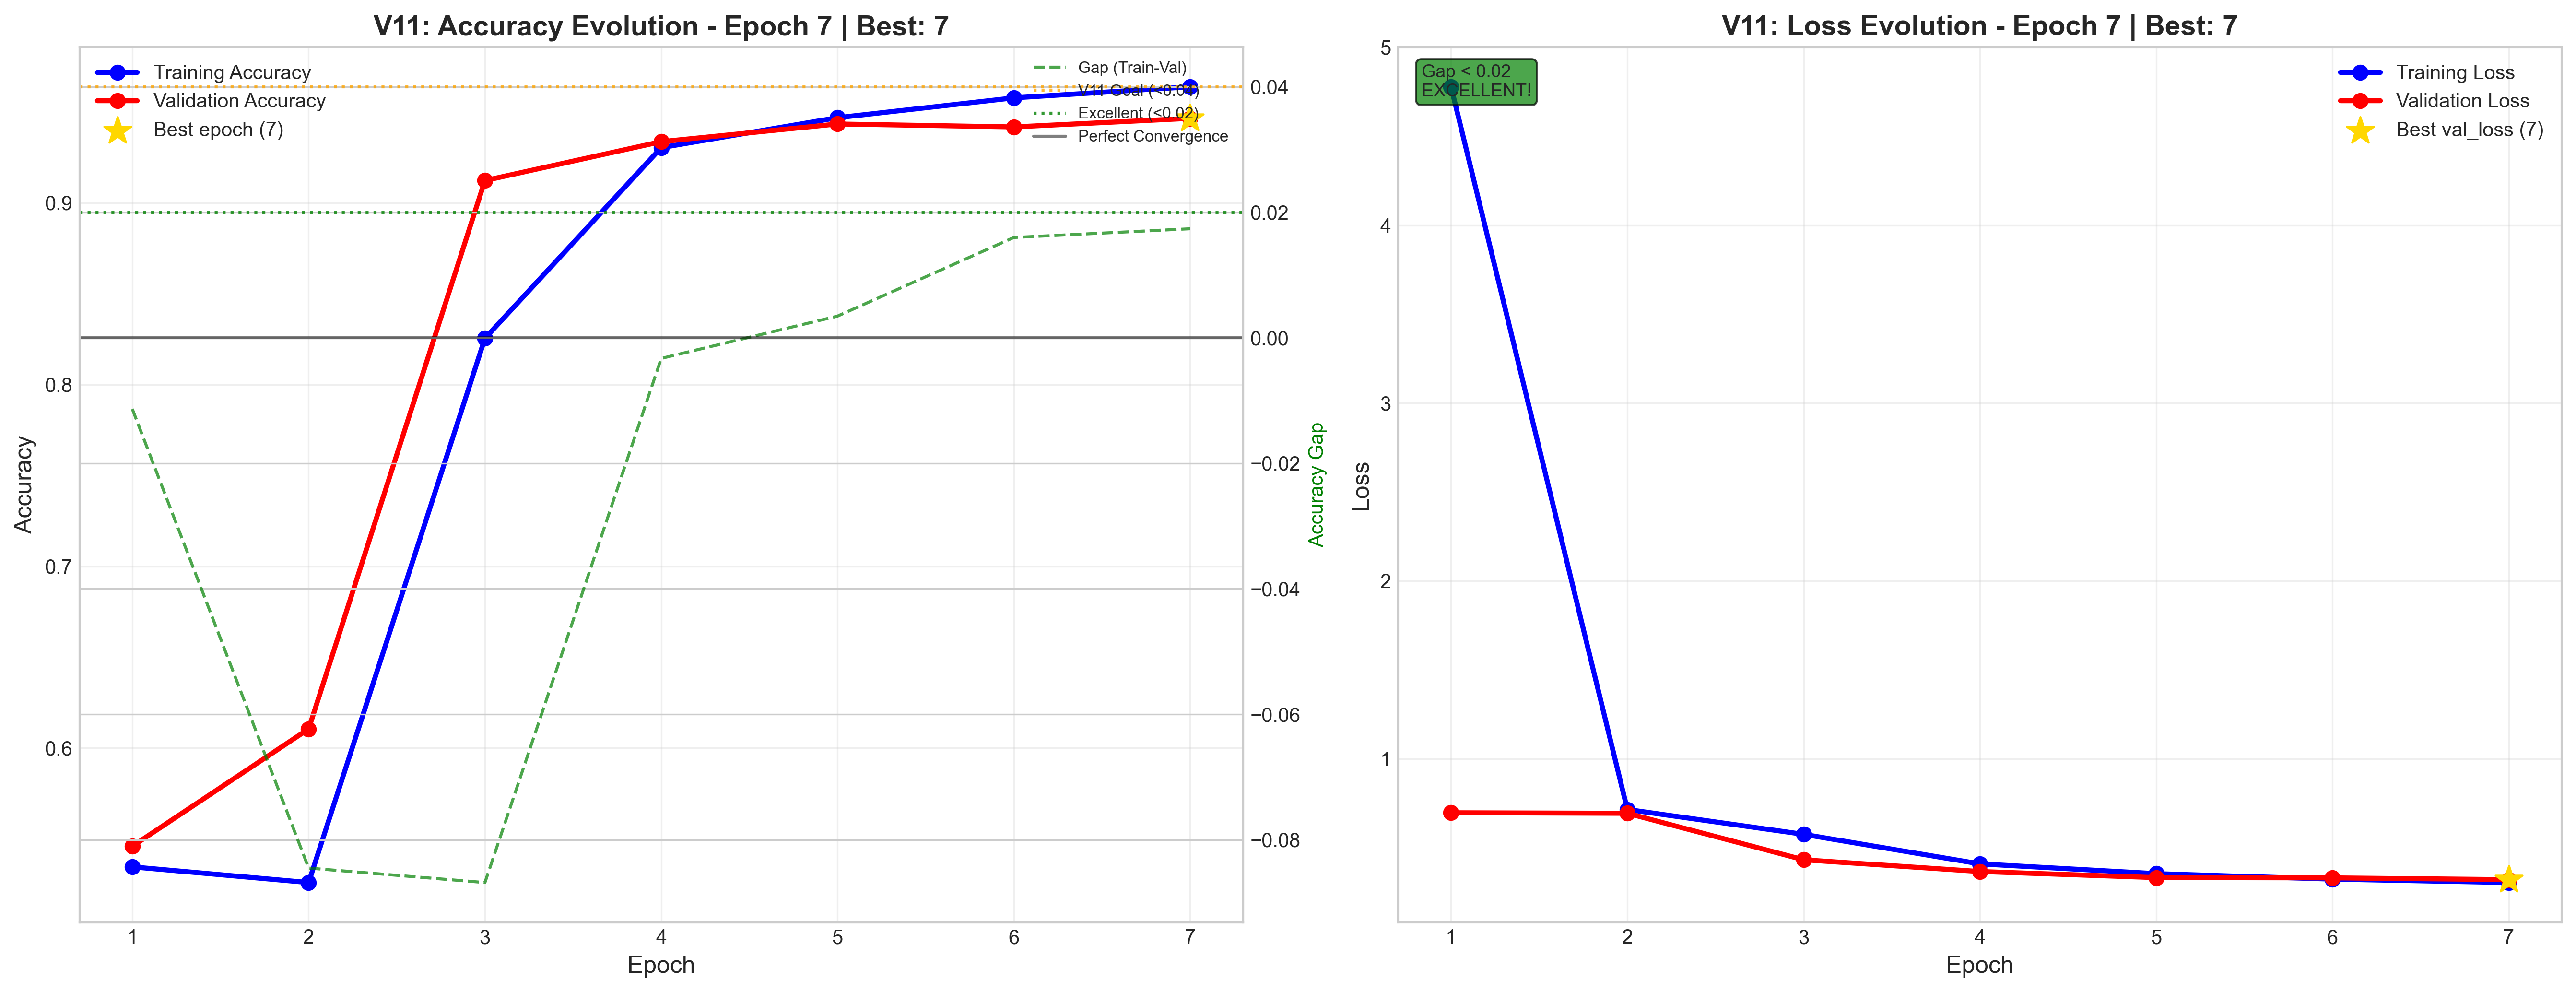 V11: Accuracy Evolution - Epoch 7 | Best: 7
Training Accuracy
Validation Accuracy
Best epoch (7)
Gap (Train-Val)
V11 Goal (<0.04)
Excellent (<0.02)
Perfect Convergence
0.9
0.8
0.7
0.6
Accuracy
0.04
0.02
0.00
−0.02
−0.04
−0.06
−0.08
Accuracy Gap
1 2 3 4 5 6 7
Epoch
V11: Loss Evolution - Epoch 7 | Best: 7
Gap < 0.02
EXCELLENT!
Training Loss
Validation Loss
Best val_loss (7)
5
4
3
2
1
Loss
1 2 3 4 5 6 7
Epoch